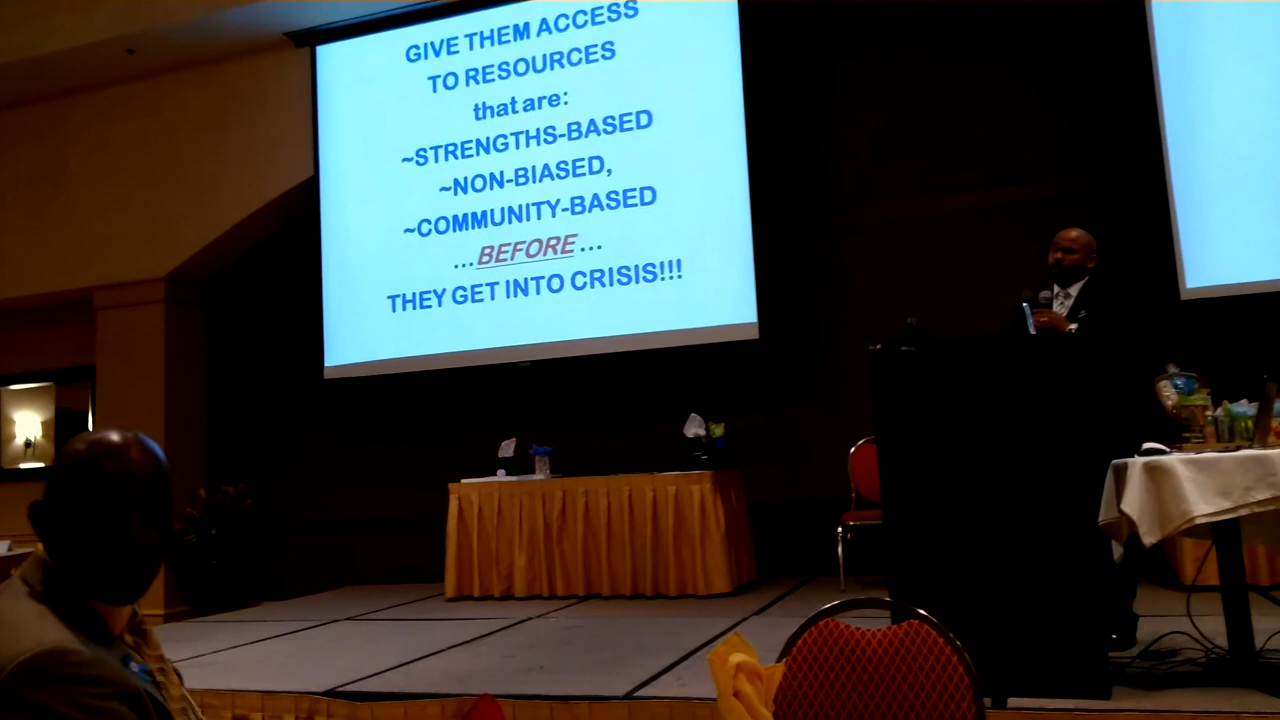 GIVE THEM ACCESS
TO RESOURCES
that are:
~STRENGTHS-BASED
~NON-BIASED,
~COMMUNITY-BASED
...BEFORE...
THEY GET INTO CRISIS!!!